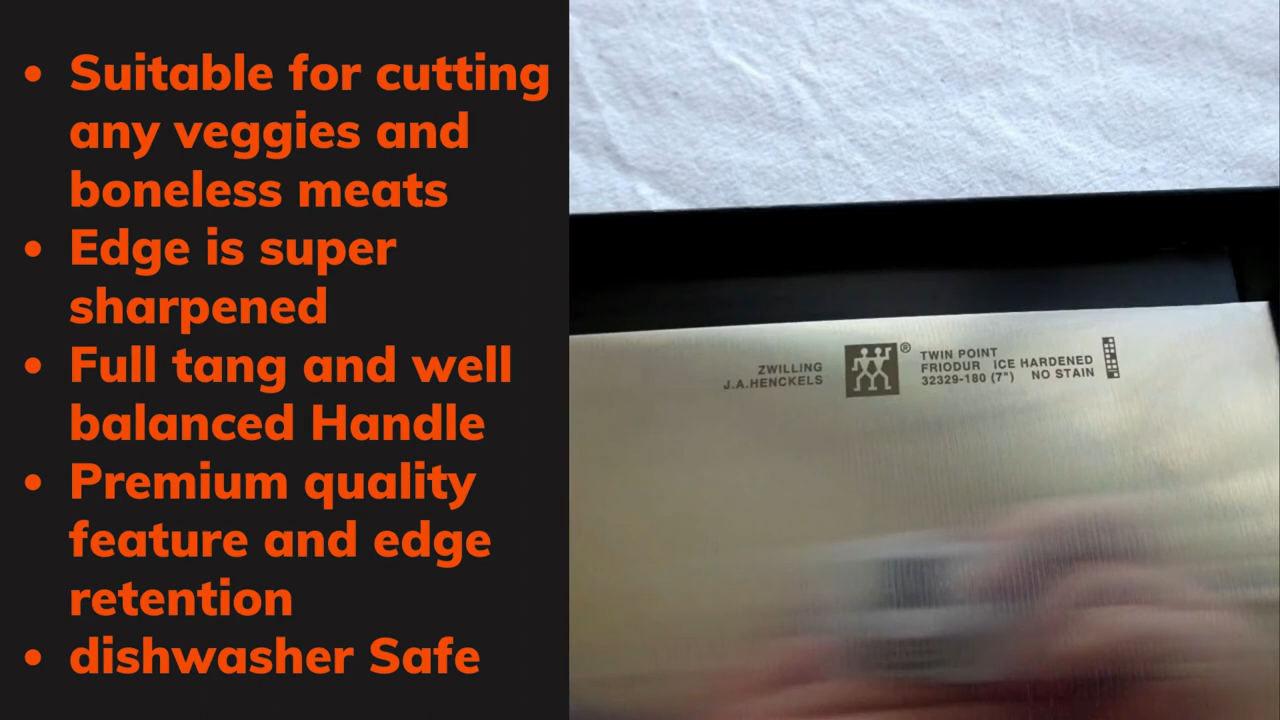 • Suitable for cutting
any veggies and
boneless meats
• Edge is super
sharpened
• Full tang and well
balanced Handle
• Premium quality
feature and edge
retention
• dishwasher Safe
ZWILLING
J.A.HENCKELS
®
TWIN POINT
FRIODUR ICE HARDENED
32329-180 (7") NO STAIN